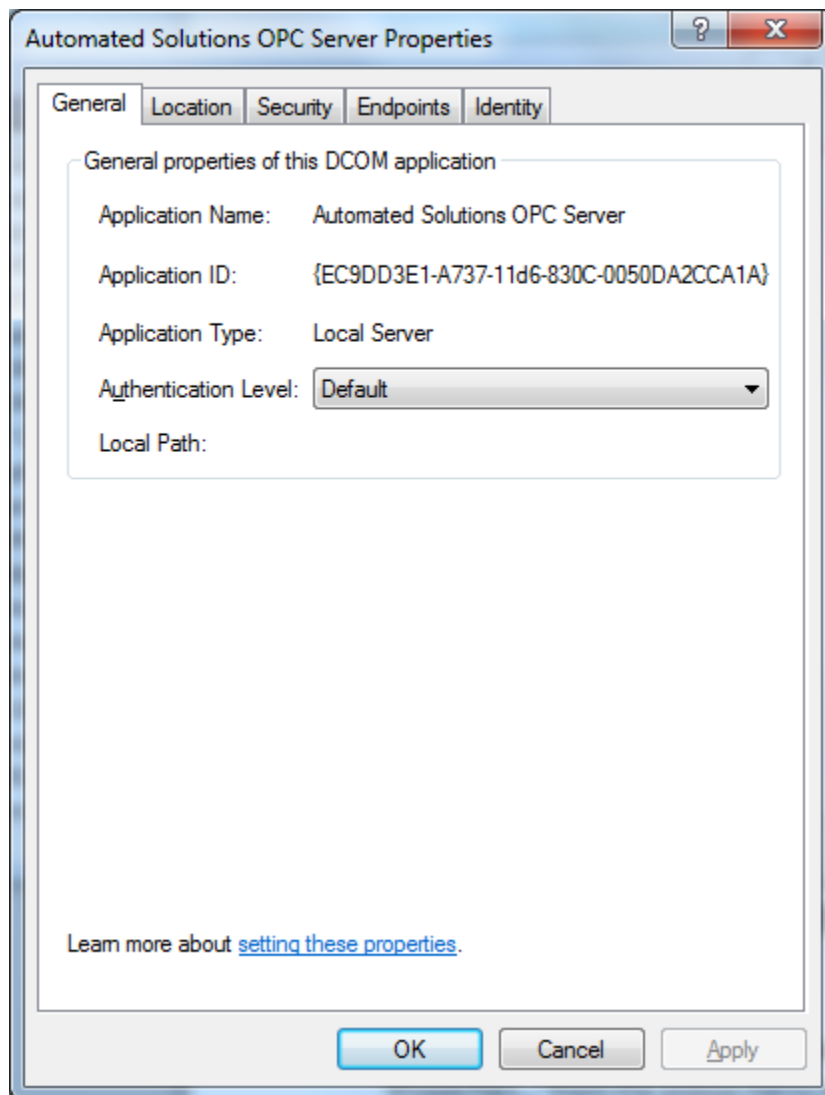 Automated Solutions OPC Server Properties
General Location Security Endpoints Identity
General properties of this DCOM application
Application Name: Automated Solutions OPC Server
Application ID: {EC9DD3E1-A737-11d6-830C-0050DA2CCA1A}
Application Type: Local Server
Authentication Level: Default
Local Path:
Learn more about setting these properties.
OK Cancel Apply